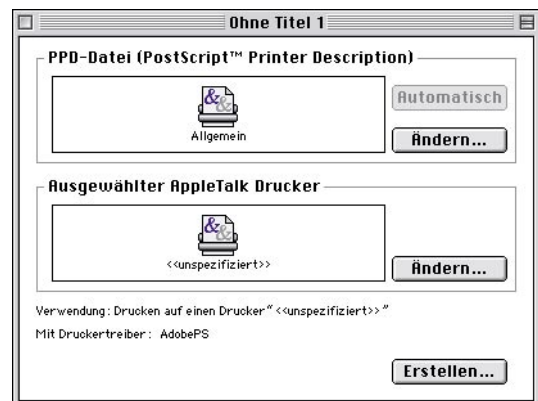 Ohne Titel 1
PPD-Datei (PostScript™ Printer Description)
Allgemein
Automatisch
Ändern...
Ausgewählter AppleTalk Drucker
<<unspezifiziert>>
Ändern...
Verwendung: Drucken auf einen Drucker “ <<unspezifiziert>> ”
Mit Druckertreiber: AdobePS
Erstellen...